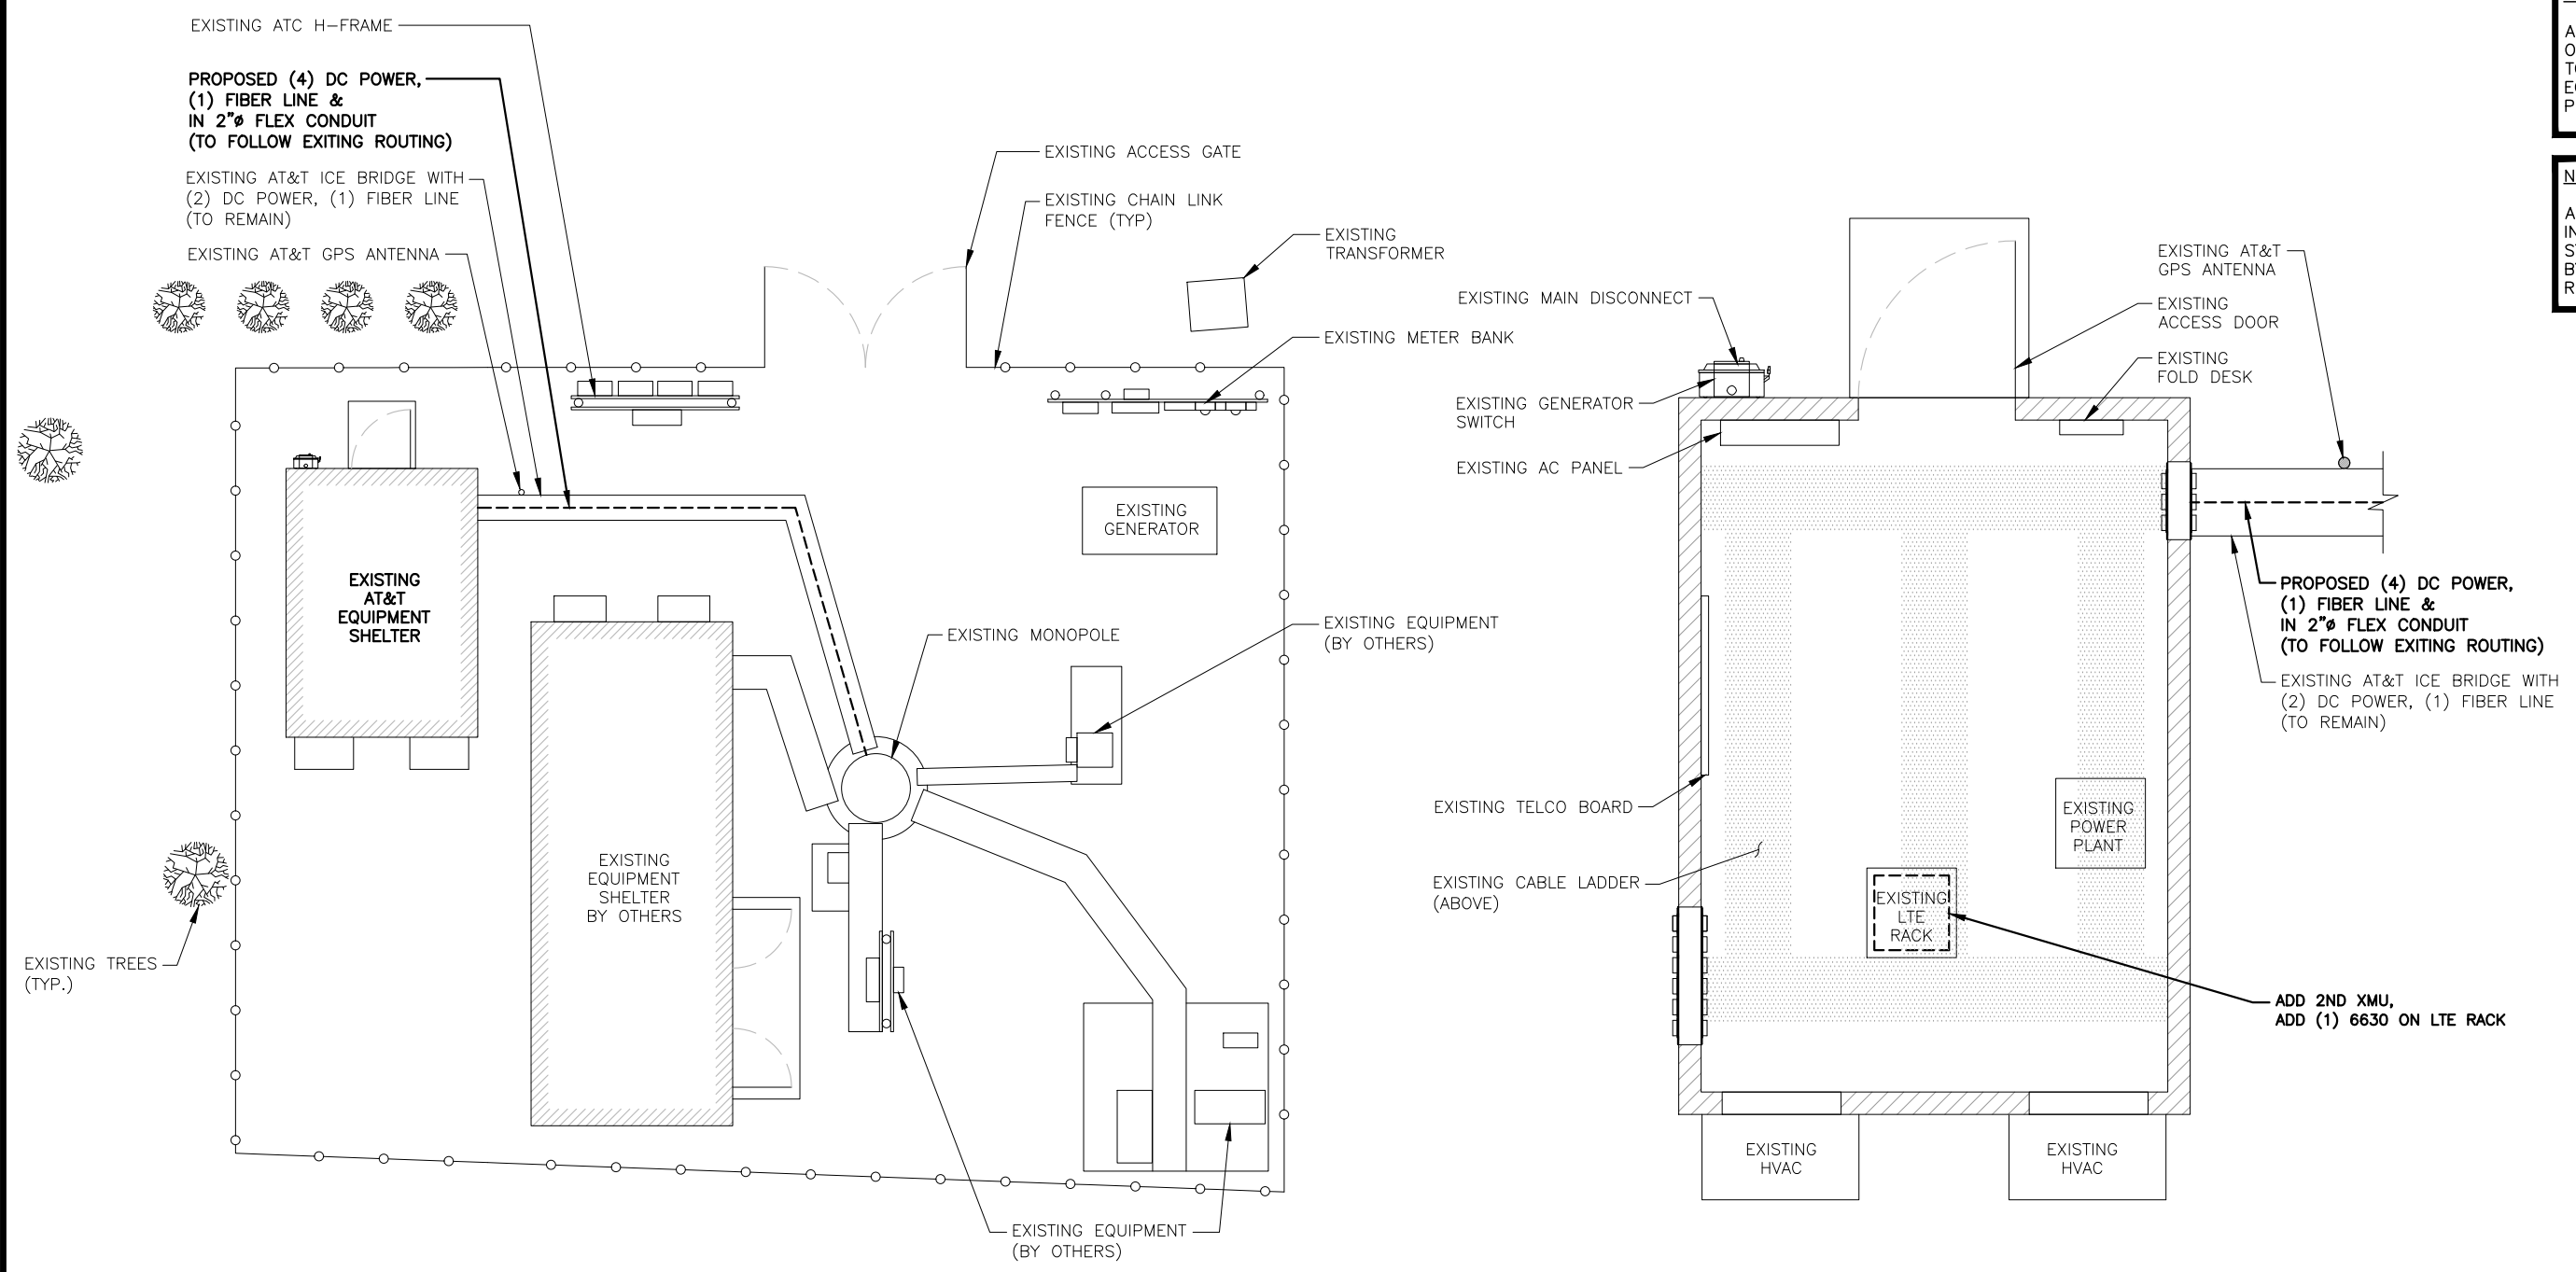 EXISTING ATC H-FRAME
PROPOSED (4) DC POWER,
(1) FIBER LINE &
IN 2"ø FLEX CONDUIT
(TO FOLLOW EXITING ROUTING)
EXISTING AT&T ICE BRIDGE WITH
(2) DC POWER, (1) FIBER LINE
(TO REMAIN)
EXISTING AT&T GPS ANTENNA
EXISTING ACCESS GATE
EXISTING CHAIN LINK
FENCE (TYP)
EXISTING
TRANSFORMER
EXISTING METER BANK
EXISTING
GENERATOR
EXISTING
AT&T
EQUIPMENT
SHELTER
EXISTING MONOPOLE
EXISTING EQUIPMENT
(BY OTHERS)
EXISTING
EQUIPMENT
SHELTER
BY OTHERS
EXISTING TREES
(TYP.)
EXISTING EQUIPMENT
(BY OTHERS)
EXISTING MAIN DISCONNECT
EXISTING GENERATOR
SWITCH
EXISTING AC PANEL
EXISTING AT&T
GPS ANTENNA
EXISTING
ACCESS DOOR
EXISTING
FOLD DESK
PROPOSED (4) DC POWER,
(1) FIBER LINE &
IN 2"ø FLEX CONDUIT
(TO FOLLOW EXITING ROUTING)
EXISTING AT&T ICE BRIDGE WITH
(2) DC POWER, (1) FIBER LINE
(TO REMAIN)
EXISTING TELCO BOARD
EXISTING CABLE LADDER
(ABOVE)
EXISTING
POWER
PLANT
EXISTING
LTE
RACK
ADD 2ND XMU,
ADD (1) 6630 ON LTE RACK
EXISTING
HVAC
EXISTING
HVAC